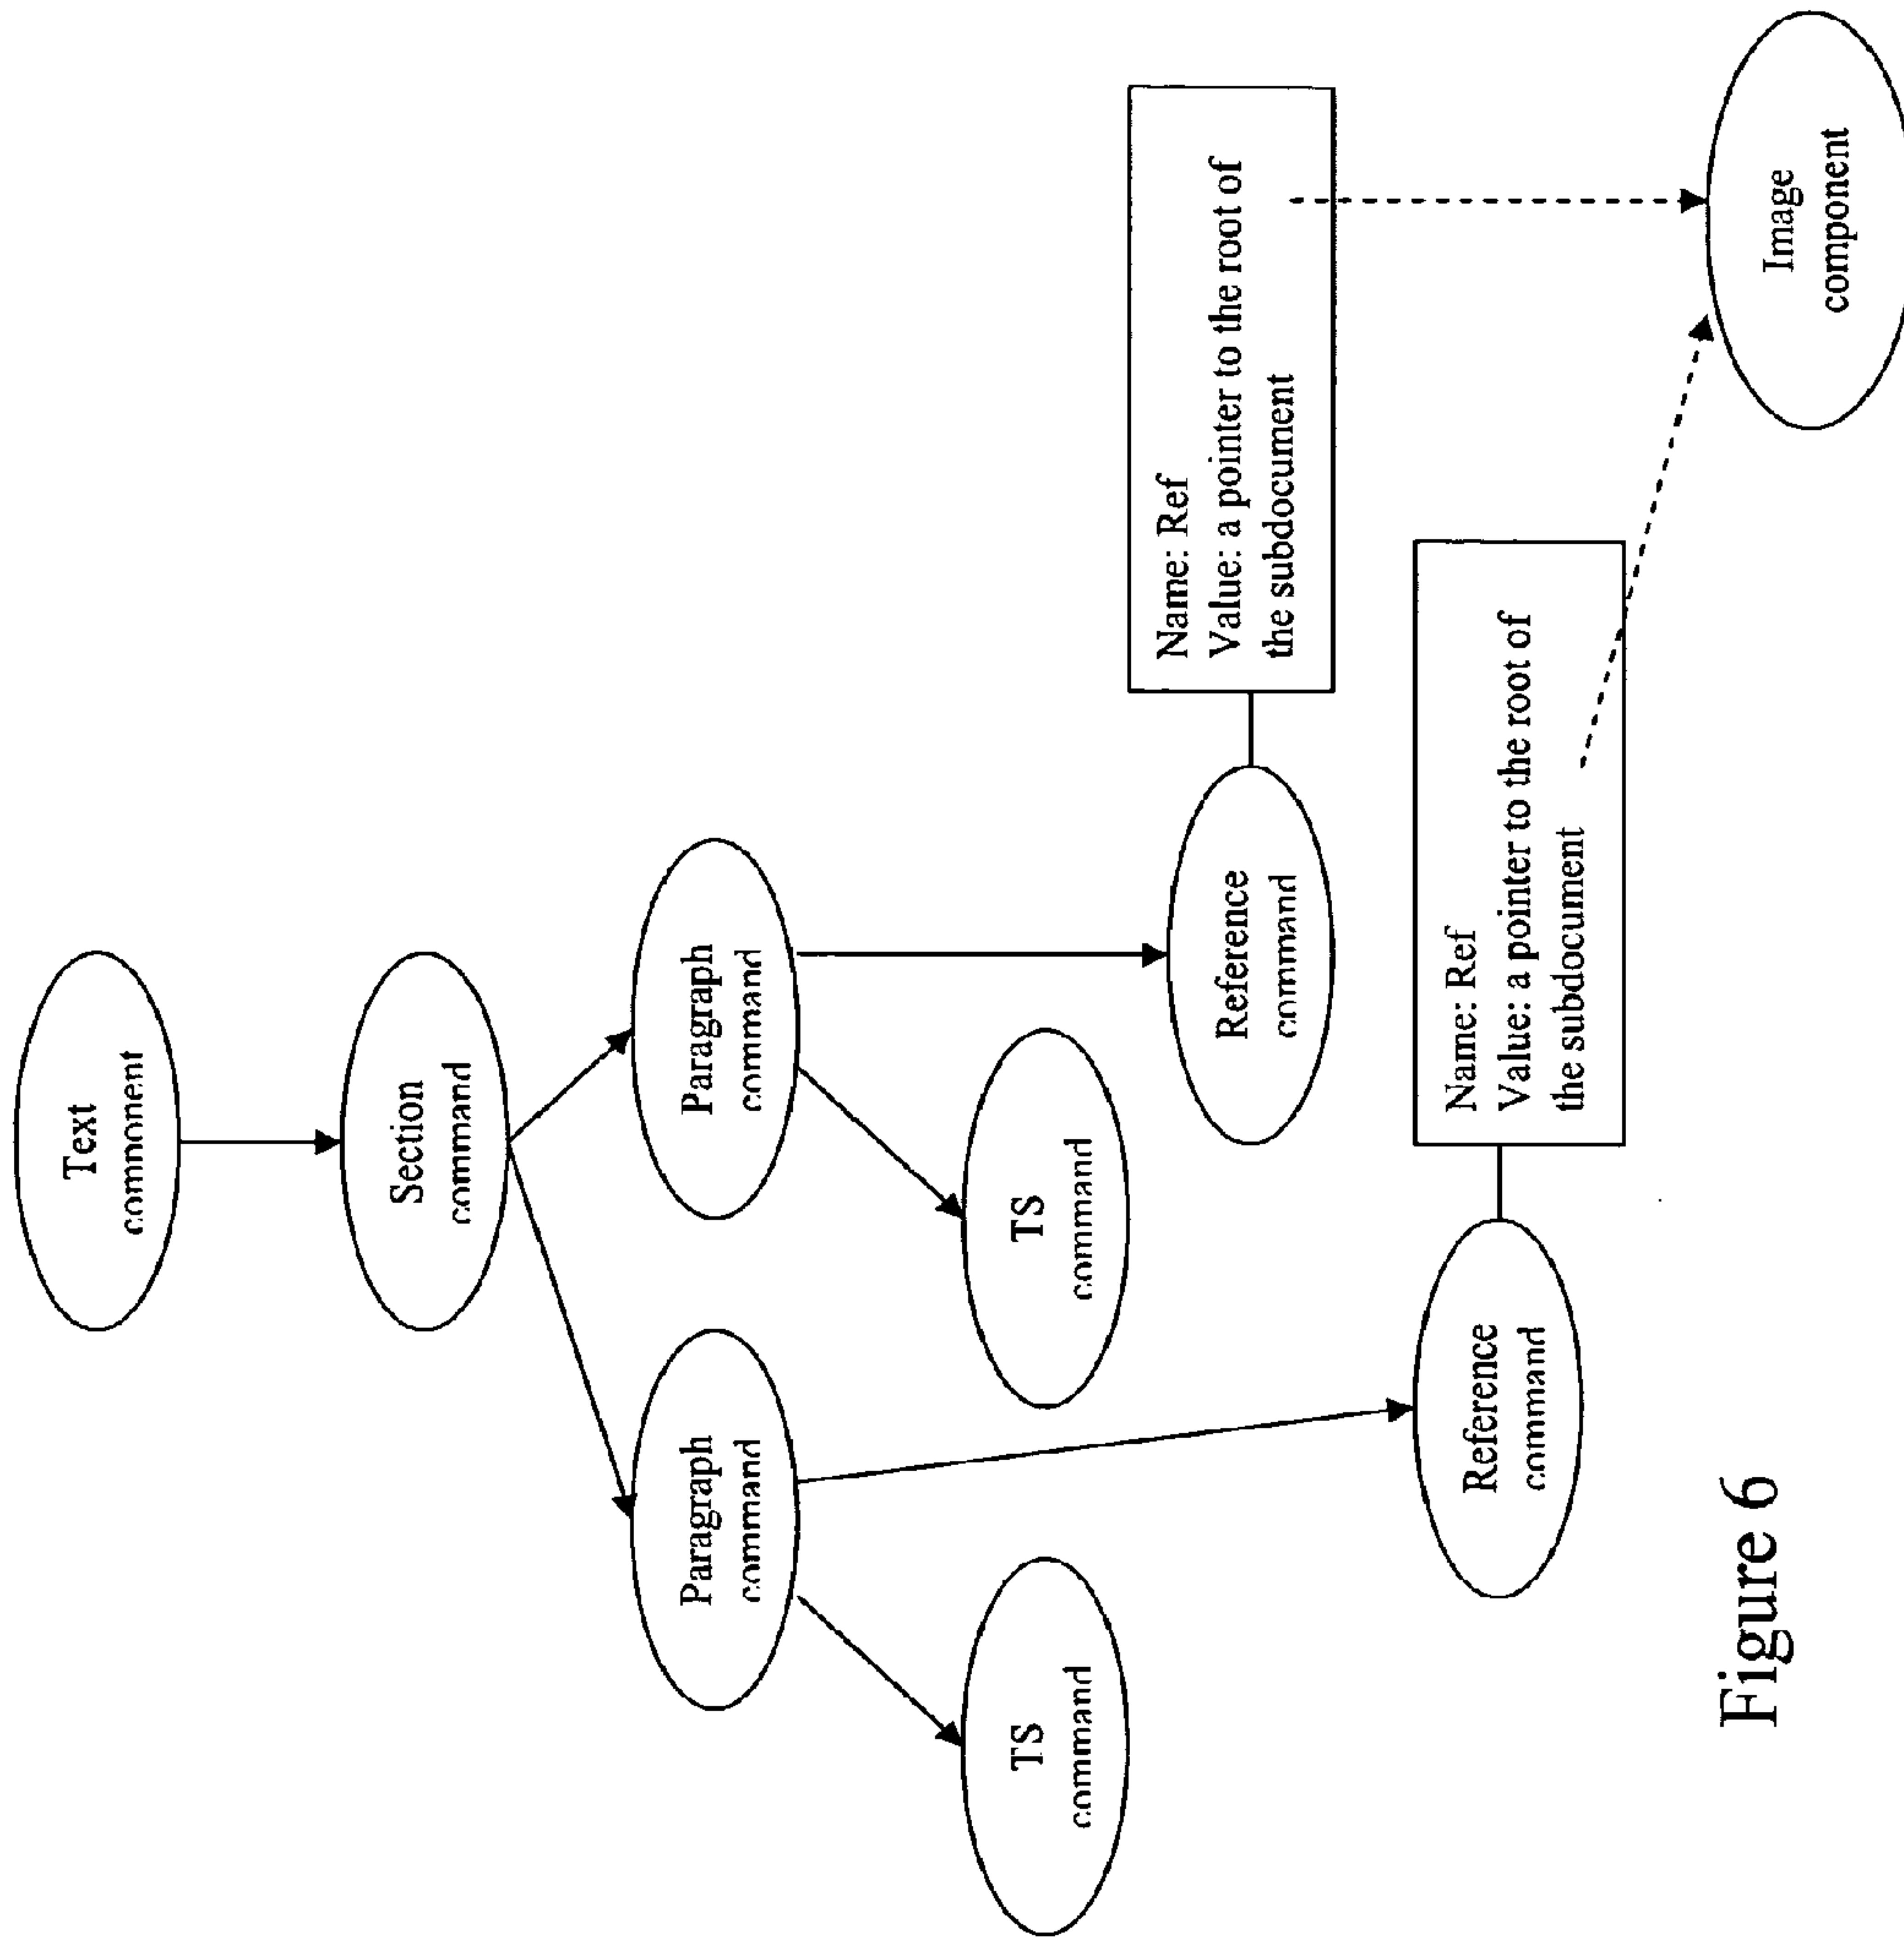 Text
component
Section
command
Paragraph
command
Paragraph
command
TS
command
TS
command
Reference
command
Name: Ref
Value: a pointer to the root of
the subdocument
Reference
command
Name: Ref
Value: a pointer to the root of
the subdocument
Image
component
Figure 6